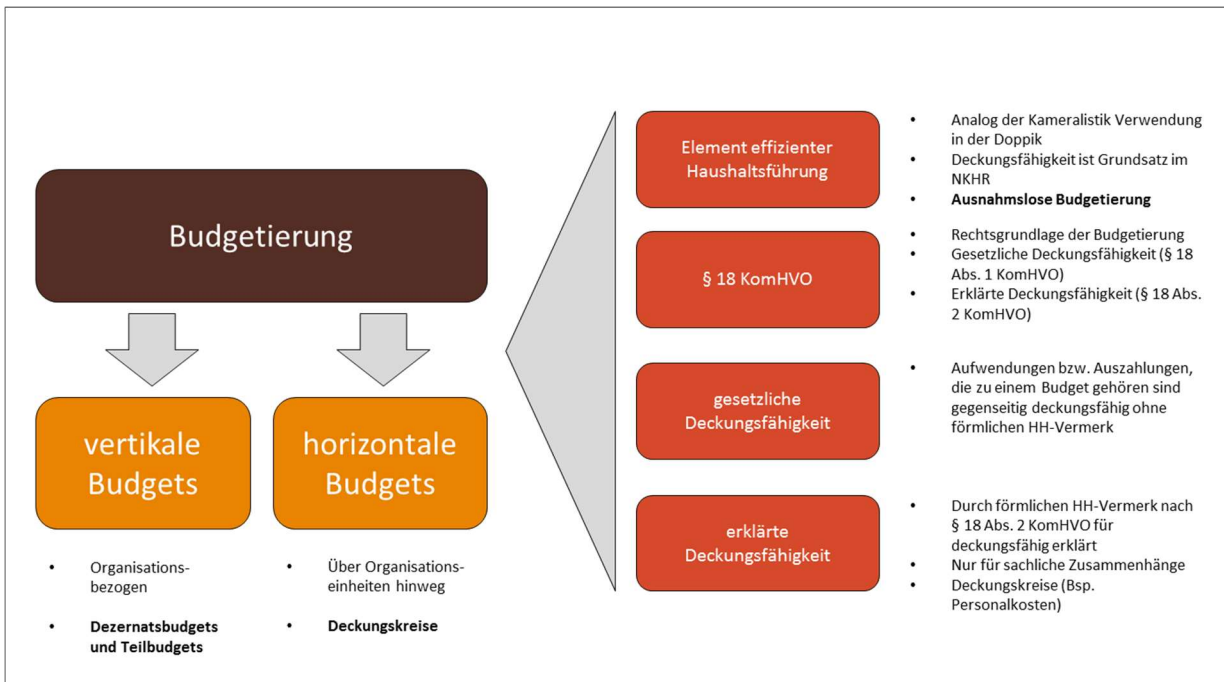 Budgetierung
vertikale
Budgets
• Organisations-
bezogen
• Dezernatsbudgets
und Teilbudgets
horizontale
Budgets
• Über Organisations-
einheiten hinweg
• Deckungskreise
Element effizienter
Haushaltsführung
• Analog der Kameralistik Verwendung
in der Doppik
• Deckungsfähigkeit ist Grundsatz im
NKHR
• Ausnahmslose Budgetierung
§ 18 KomHVO
• Rechtsgrundlage der Budgetierung
• Gesetzliche Deckungsfähigkeit (§ 18
Abs. 1 KomHVO)
• Erklärte Deckungsfähigkeit (§ 18 Abs.
2 KomHVO)
gesetzliche
Deckungsfähigkeit
• Aufwendungen bzw. Auszahlungen,
die zu einem Budget gehören sind
gegenseitig deckungsfähig ohne
förmlichen HH-Vermerk
erklärte
Deckungsfähigkeit
• Durch förmlichen HH-Vermerk nach
§ 18 Abs. 2 KomHVO für
deckungsfähig erklärt
• Nur für sachliche Zusammenhänge
• Deckungskreise (Bsp.
Personalkosten)